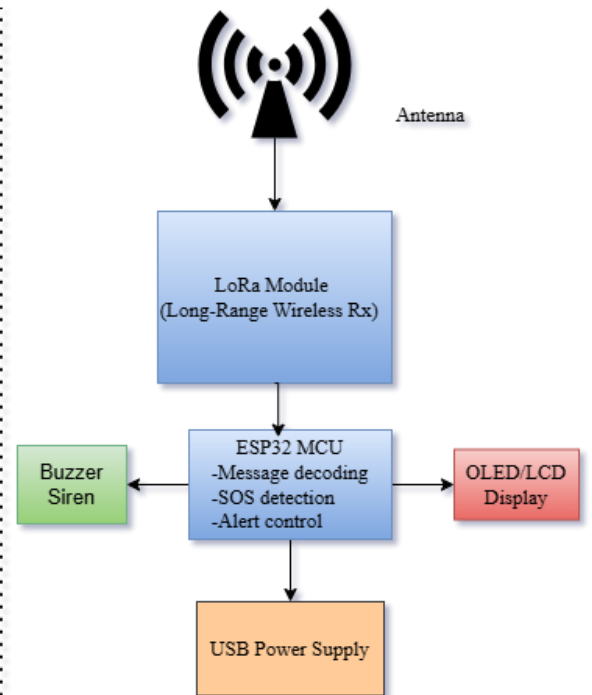 Antenna
LoRa Module
(Long-Range Wireless Rx)
ESP32 MCU
-Message decoding
-SOS detection
-Alert control
Buzzer
Siren
OLED/LCD
Display
USB Power Supply